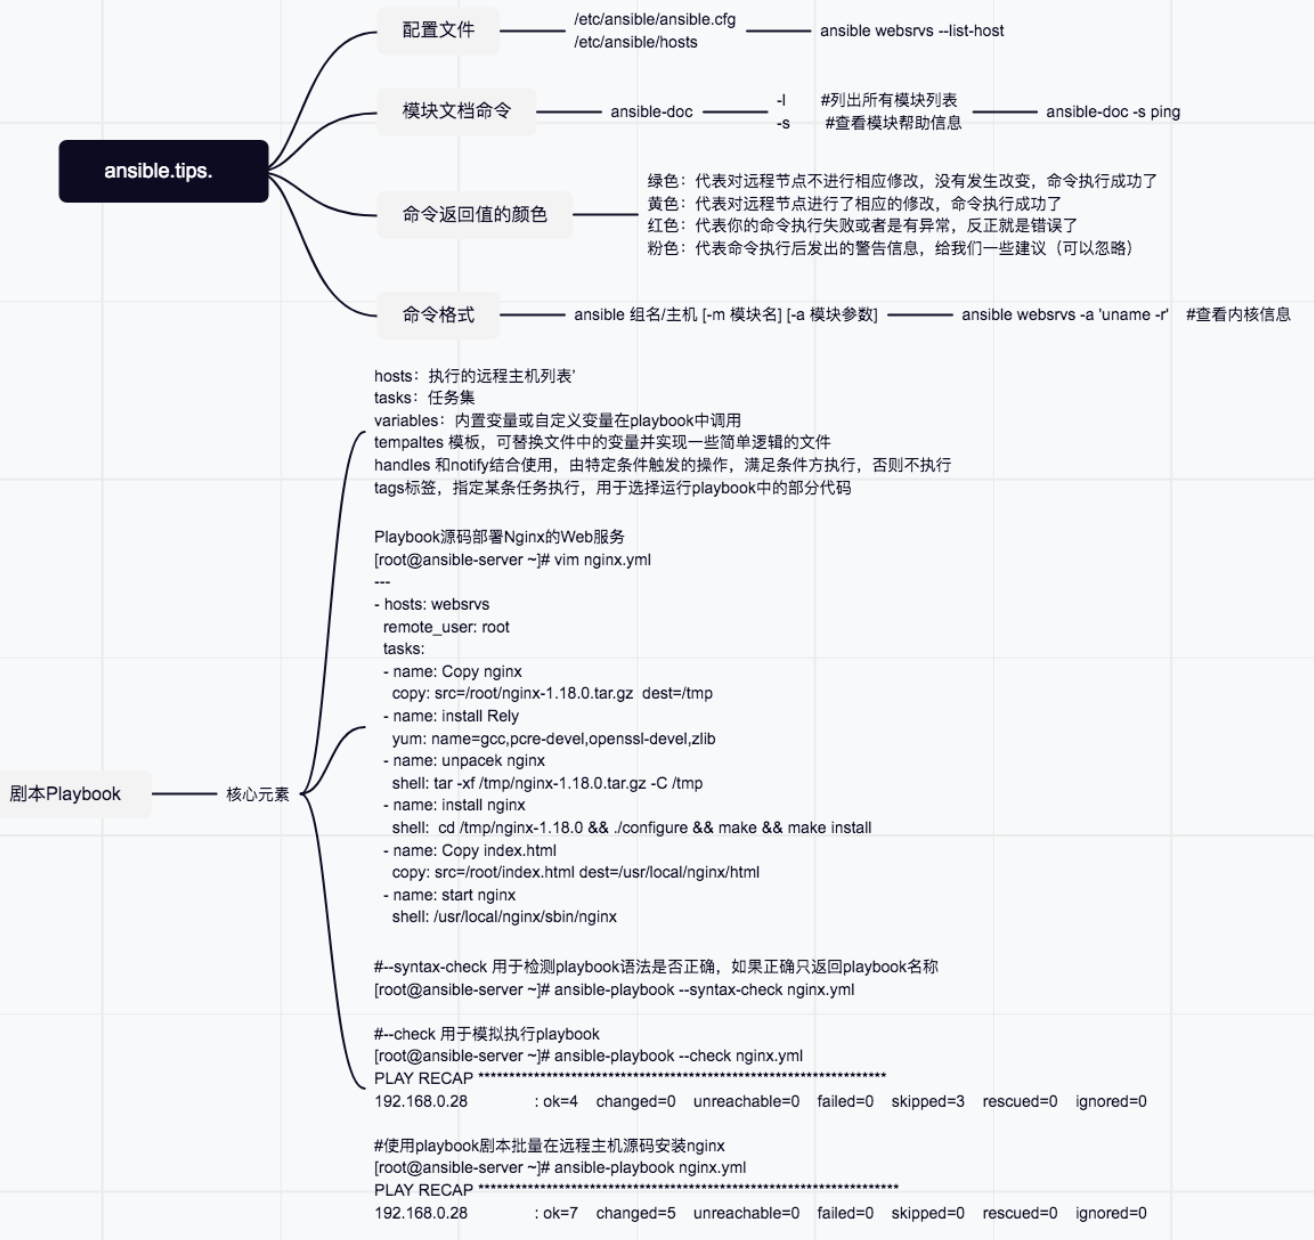 ansible.tips.
配置文件
/etc/ansible/ansible.cfg
/etc/ansible/hosts
ansible websrvs --list-host
模块文档命令
ansible-doc
-l #列出所有模块列表
-s #查看模块帮助信息
ansible-doc -s ping
命令返回值的颜色
绿色：代表对远程节点不进行相应修改，没有发生改变，命令执行成功了
黄色：代表对远程节点进行了相应的修改，命令执行成功了
红色：代表你的命令执行失败或者是有异常，反正就是错误了
粉色：代表命令执行后发出的警告信息，给我们一些建议（可以忽略）
命令格式
ansible 组名/主机 [-m 模块名] [-a 模块参数]
ansible websrvs -a 'uname -r' #查看内核信息
剧本Playbook
核心元素
hosts：执行的远程主机列表'
tasks：任务集
variables：内置变量或自定义变量在playbook中调用
tempaltes 模板，可替换文件中的变量并实现一些简单逻辑的文件
handles 和notify结合使用，由特定条件触发的操作，满足条件方执行，否则不执行
tags标签，指定某条任务执行，用于选择运行playbook中的部分代码
Playbook源码部署Nginx的Web服务
[root@ansible-server ~]# vim nginx.yml
---
- hosts: websrvs
  remote_user: root
  tasks:
  - name: Copy nginx
    copy: src=/root/nginx-1.18.0.tar.gz  dest=/tmp
  - name: install Rely
    yum: name=gcc,pcre-devel,openssl-devel,zlib
  - name: unpacek nginx
    shell: tar -xf /tmp/nginx-1.18.0.tar.gz -C /tmp
  - name: install nginx
    shell:  cd /tmp/nginx-1.18.0 && ./configure && make && make install
  - name: Copy index.html
    copy: src=/root/index.html dest=/usr/local/nginx/html
  - name: start nginx
    shell: /usr/local/nginx/sbin/nginx
#--syntax-check 用于检测playbook语法是否正确，如果正确只返回playbook名称
[root@ansible-server ~]# ansible-playbook --syntax-check nginx.yml
#--check 用于模拟执行playbook
[root@ansible-server ~]# ansible-playbook --check nginx.yml
PLAY RECAP ******************************************************************
192.168.0.28 : ok=4 changed=0 unreachable=0 failed=0 skipped=3 rescued=0 ignored=0
#使用playbook剧本批量在远程主机源码安装nginx
[root@ansible-server ~]# ansible-playbook nginx.yml
PLAY RECAP ********************************************************************
192.168.0.28 : ok=7 changed=5 unreachable=0 failed=0 skipped=0 rescued=0 ignored=0